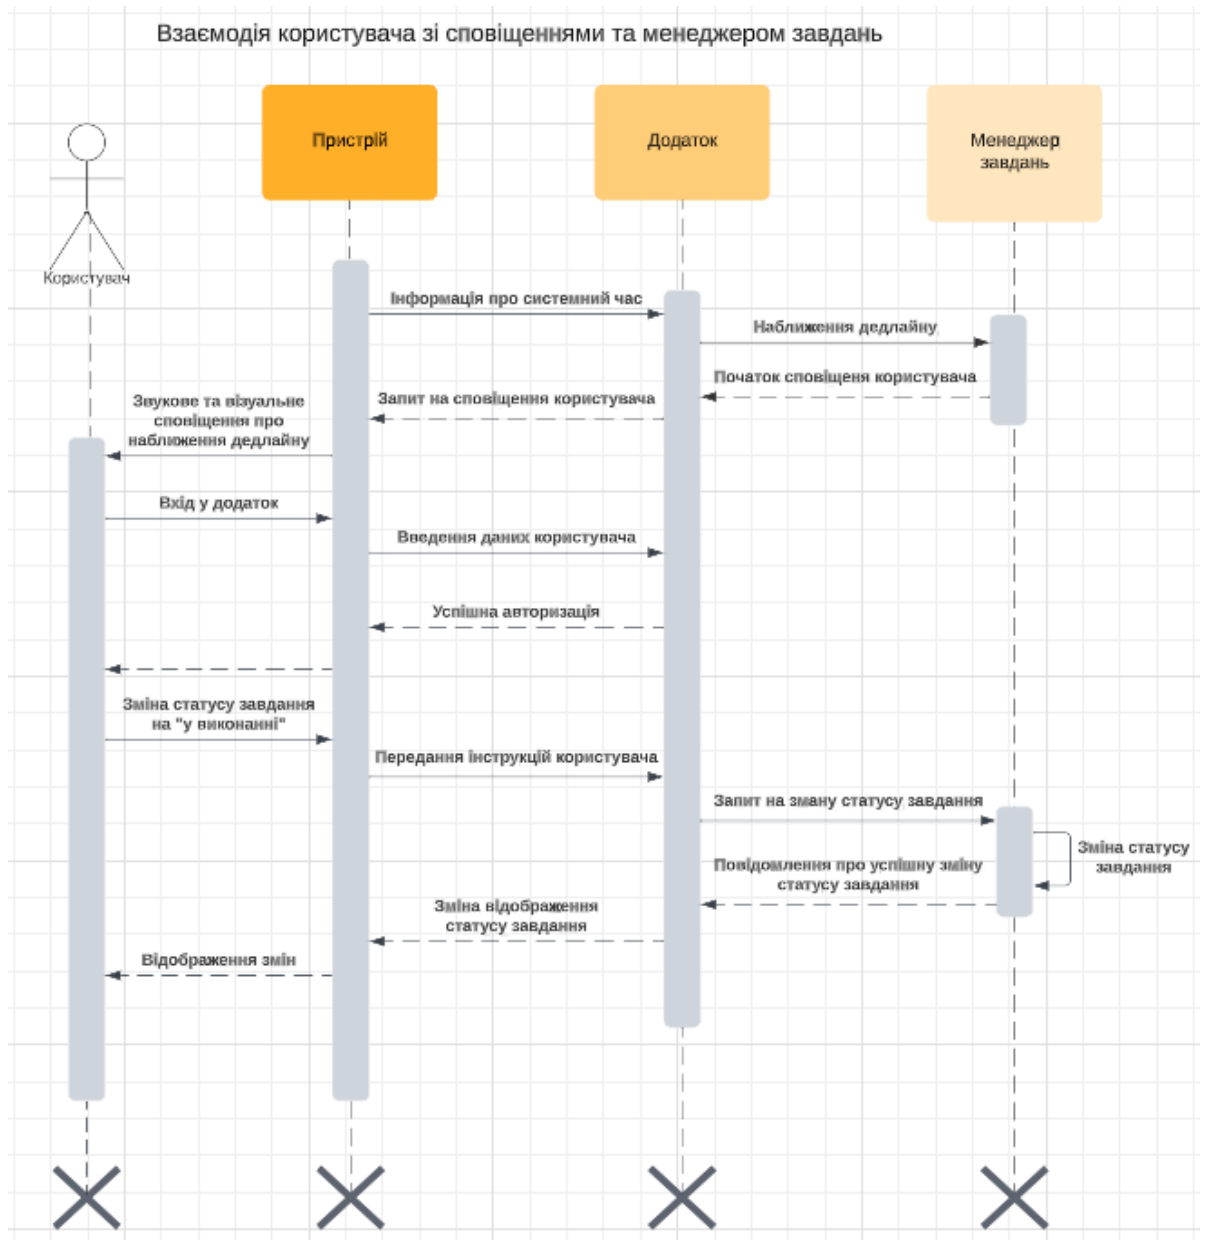 Взаємодія користувача зі сповіщеннями та менеджером завдань
Пристрій
Додаток
Менеджер
завдань
Користувач
Інформація про системний час
Наближення дедлайну
Початок сповіщеня користувача
Запит на сповіщення користувача
Звукове та візуальне
сповіщення про
наближення дедлайну
Вхід у додаток
Введення даних користувача
Успішна авторизація
Зміна статусу завдання
на "у виконанні"
Передання інструкцій користувача
Запит на зману статусу завдання
Зміна статусу
завдання
Повідомлення про успішну зміну
статусу завдання
Зміна відображення
статусу завдання
Відображення змін